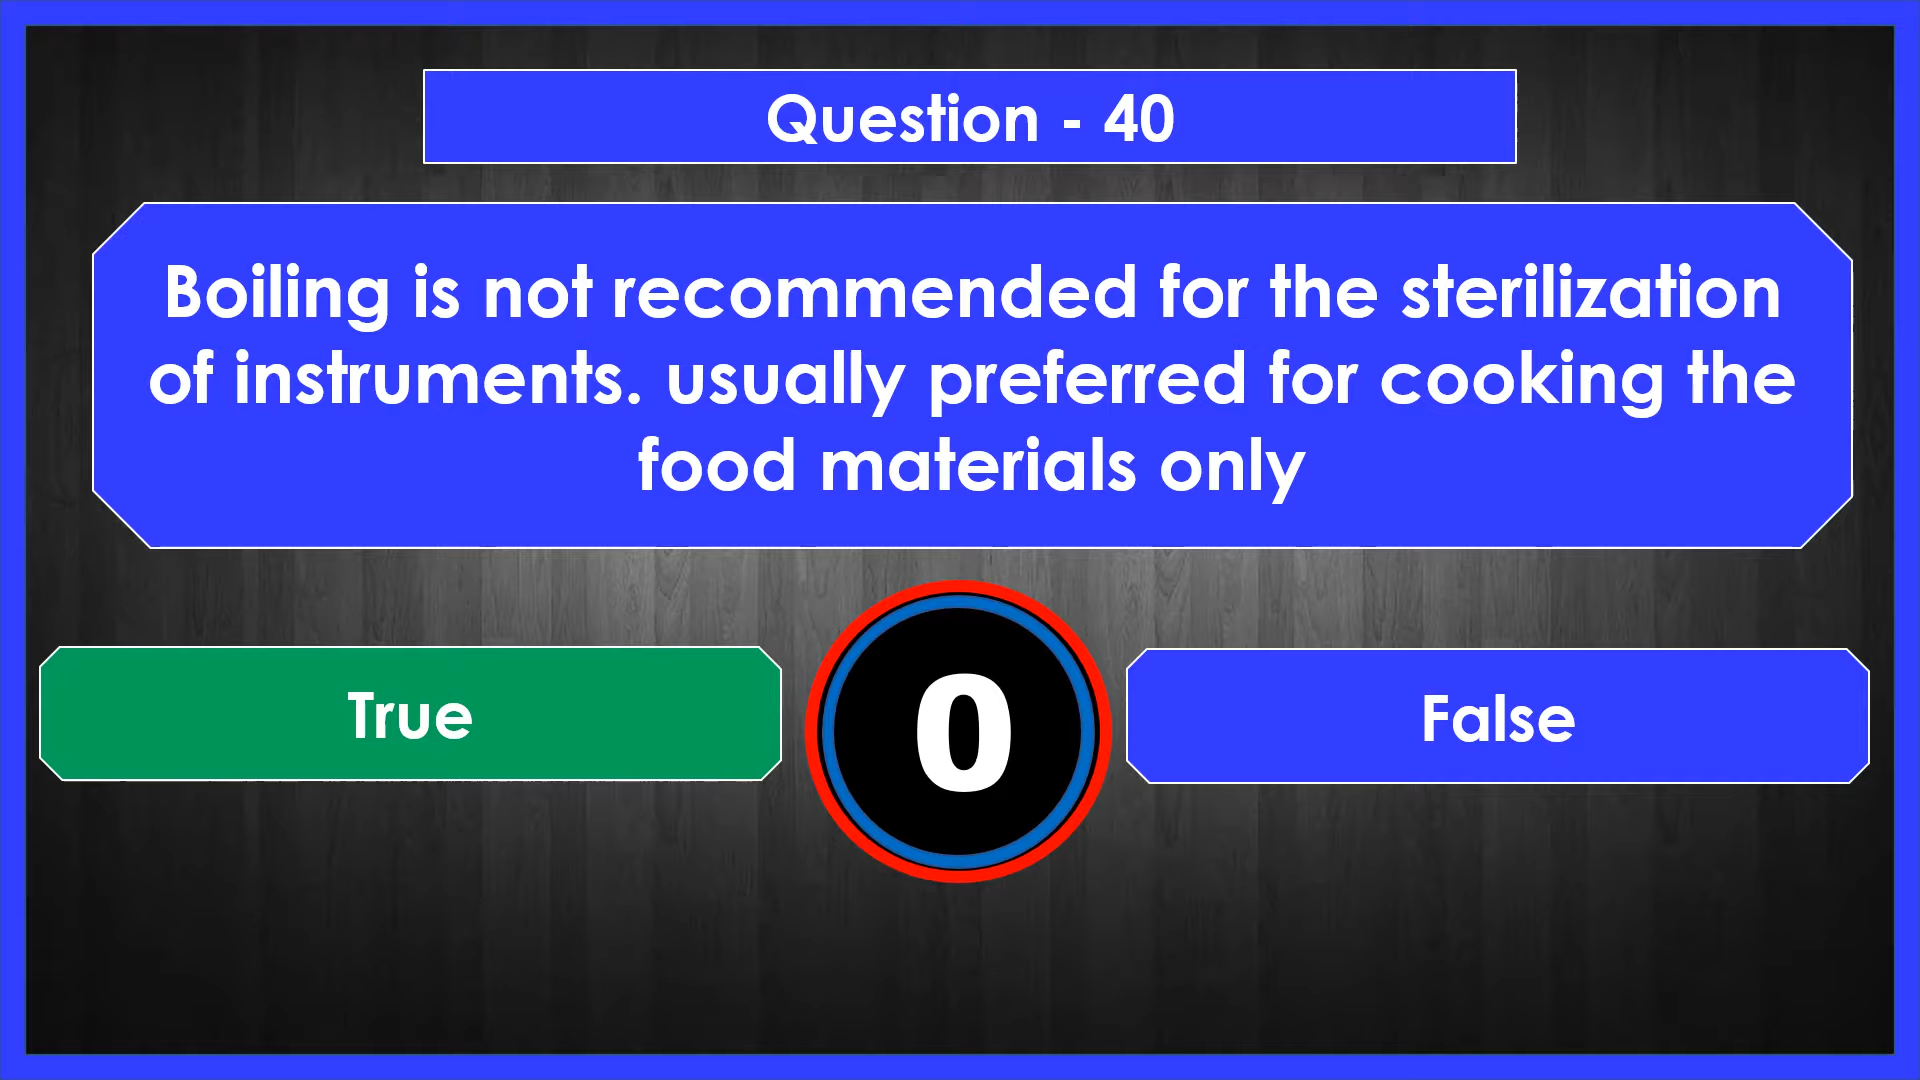 Question - 40
Boiling is not recommended for the sterilization
of instruments. usually preferred for cooking the
food materials only
True
0
False